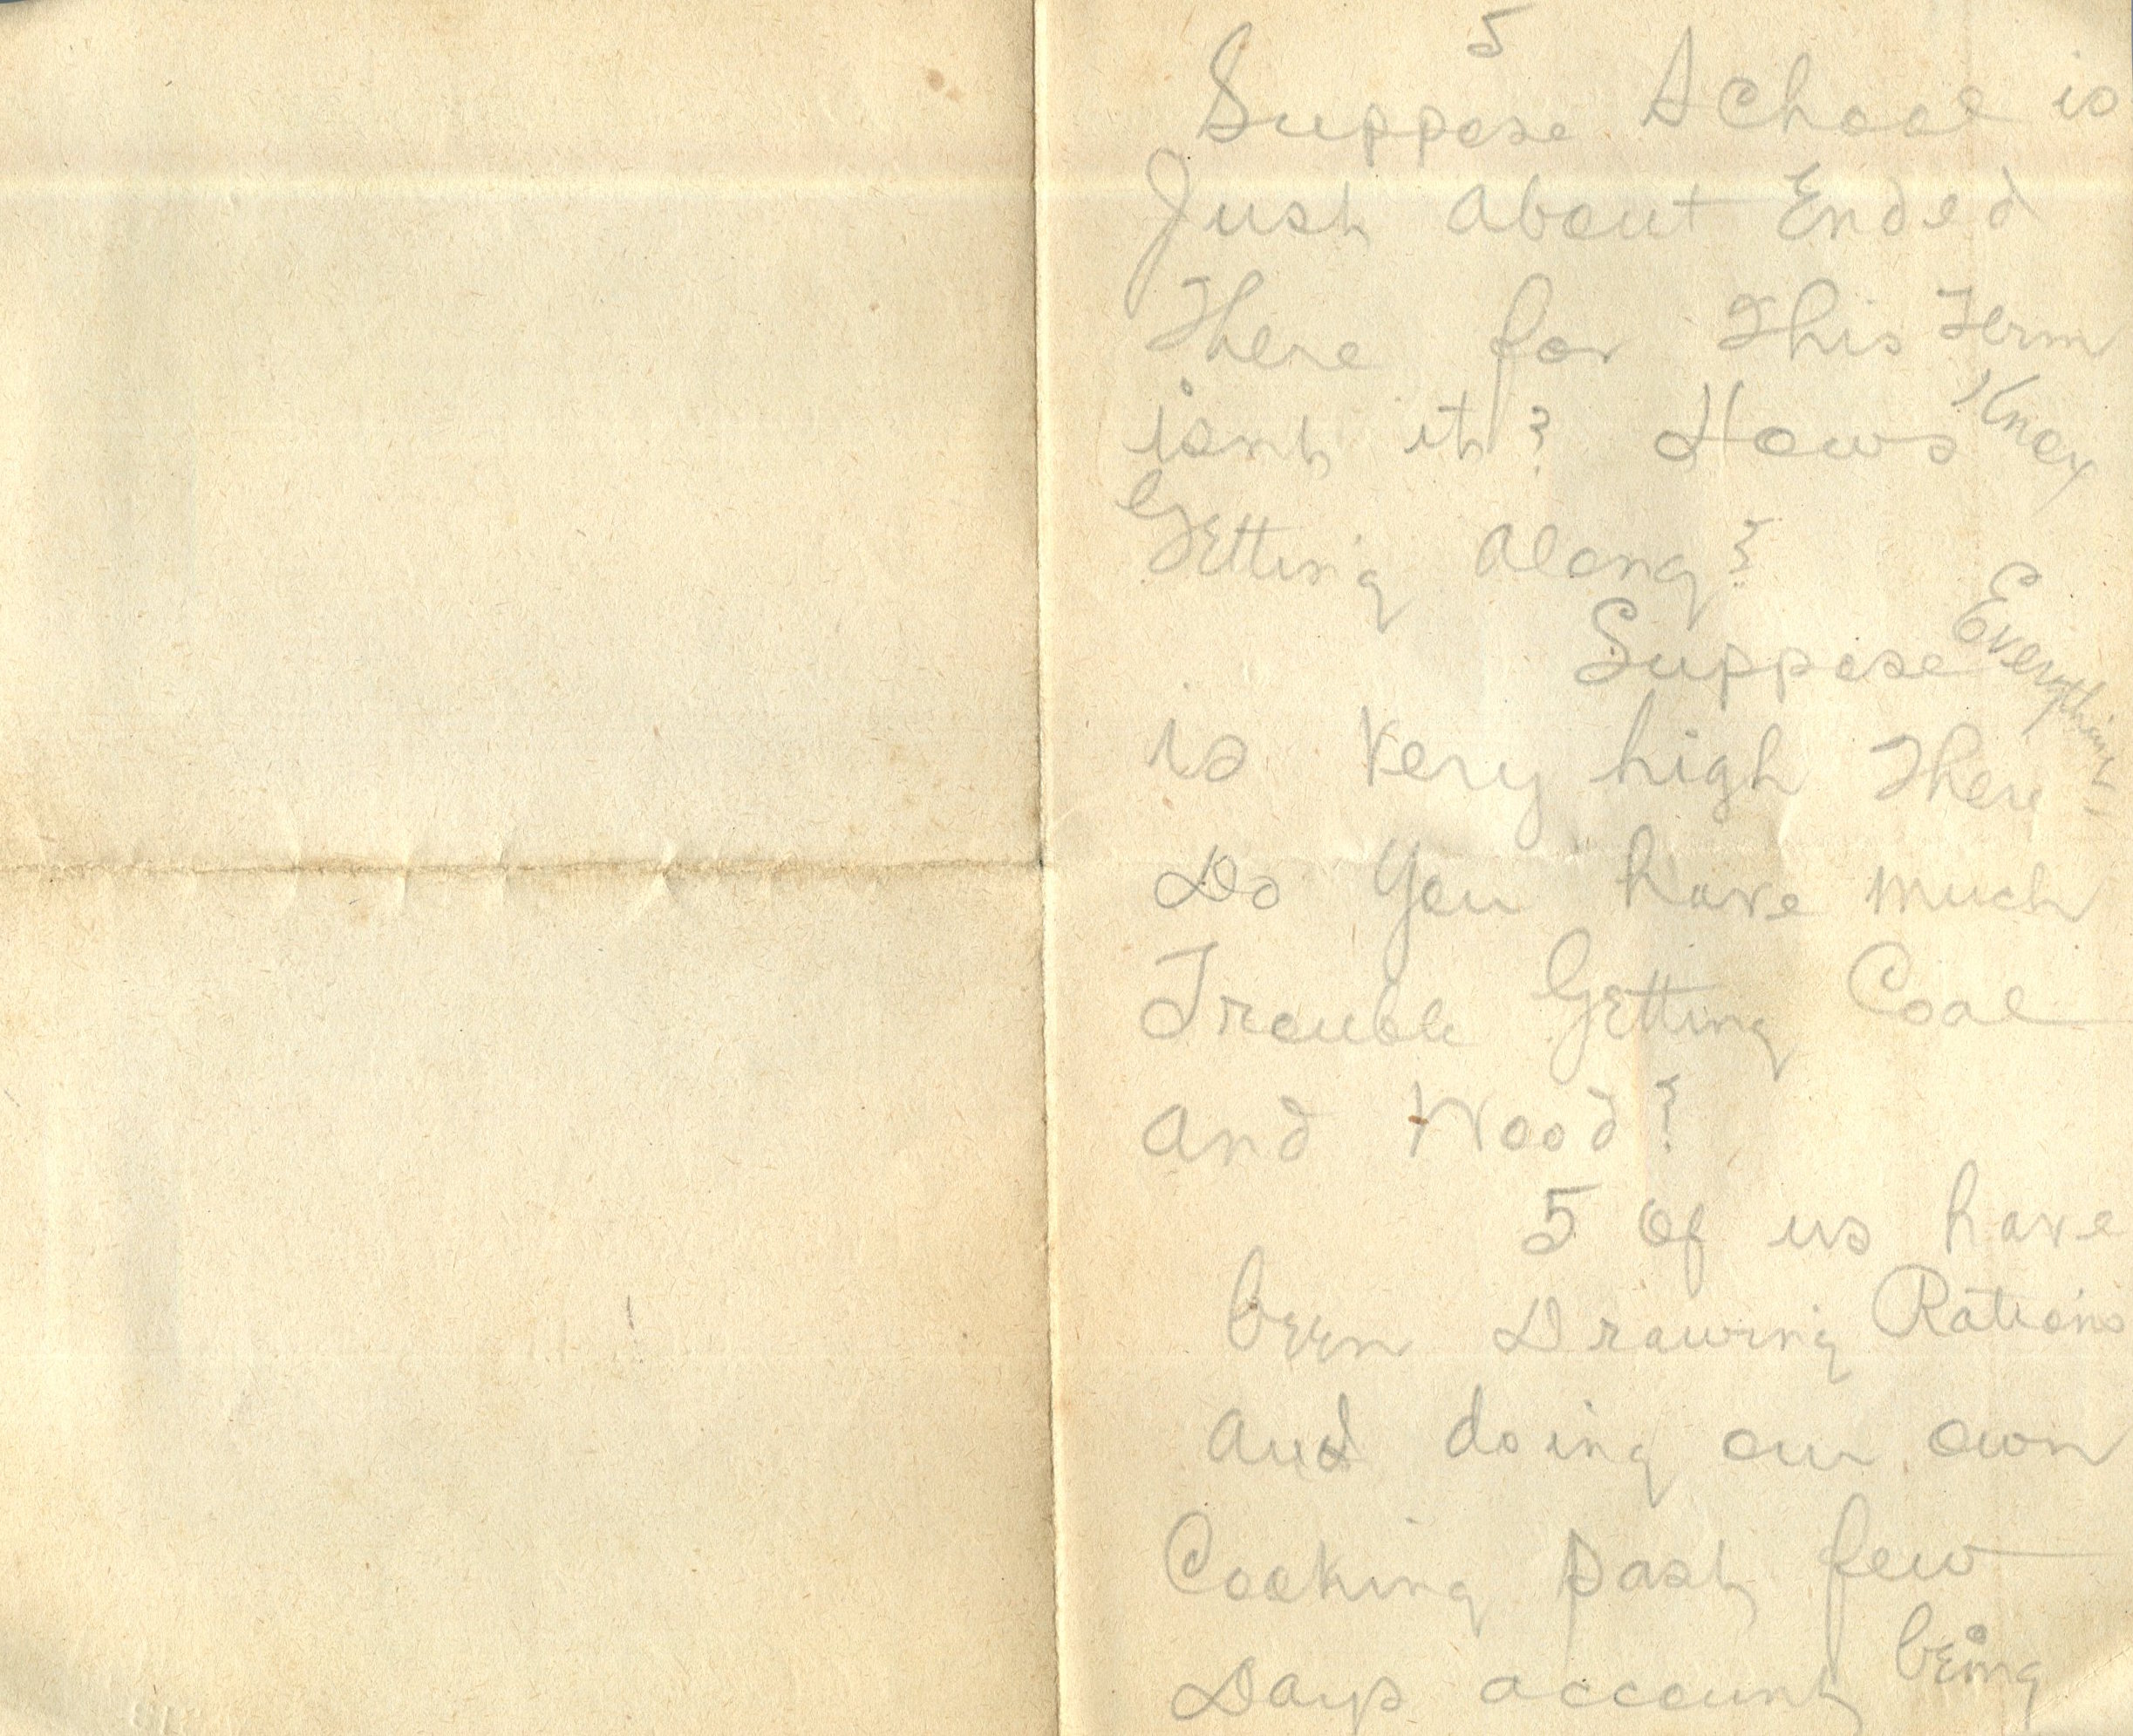 5
Suppose School is
Just About Ended
There for This Term
isnt it? Hows Knox
Getting Along?
Suppose Everything
is Very high There
Do You have much
Trouble Getting Coal
And Wood?
5 Of us have
been Drawing Rations
And doing our own
Cooking Past few
Days account being